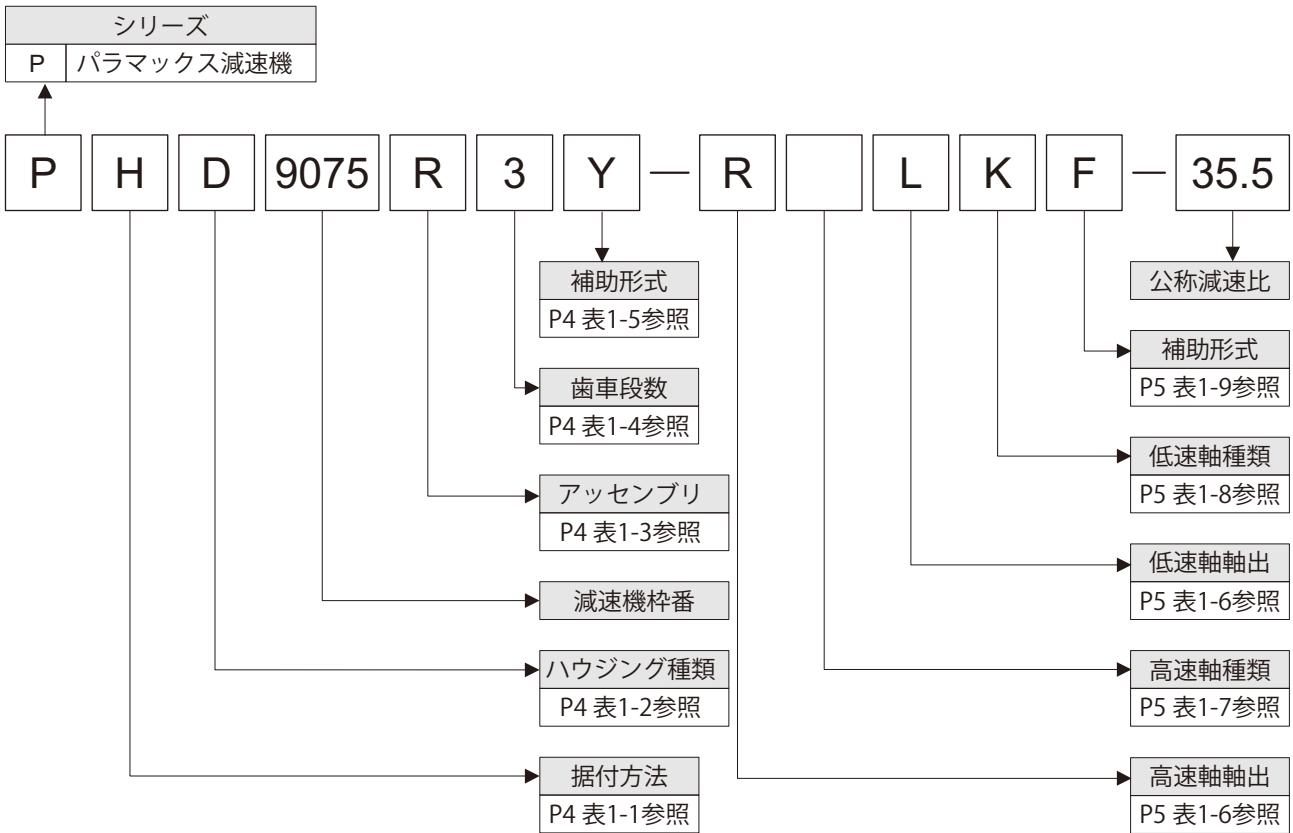 シリーズ
P パラマックス減速機
P H D 9075 R 3 Y — R L K F — 35.5
補助形式
P4 表1-5参照
歯車段数
P4 表1-4参照
アッセンブリ
P4 表1-3参照
減速機枠番
ハウジング種類
P4 表1-2参照
据付方法
P4 表1-1参照
公称減速比
補助形式
P5 表1-9参照
低速軸種類
P5 表1-8参照
低速軸軸出
P5 表1-6参照
高速軸種類
P5 表1-7参照
高速軸軸出
P5 表1-6参照